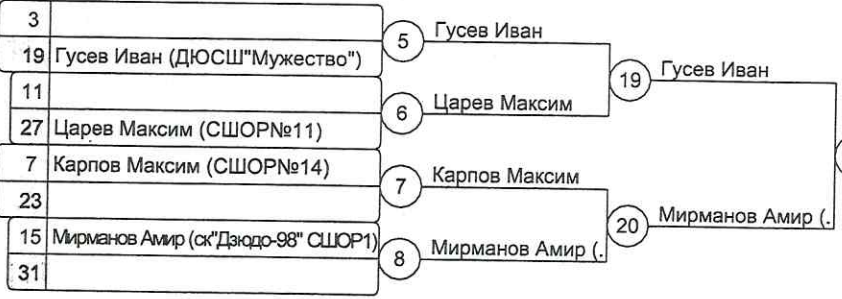 3
19 Гусев Иван (ДЮСШ"Мужество")
5
Гусев Иван
11
27 Царев Максим (СШОР№11)
6
Царев Максим
19
Гусев Иван
7 Карпов Максим (СШОР№14)
23
7
Карпов Максим
15 Мирманов Амир (ск"Дзюдо-98" СШОР1)
31
8
Мирманов Амир (.
20
Мирманов Амир (.